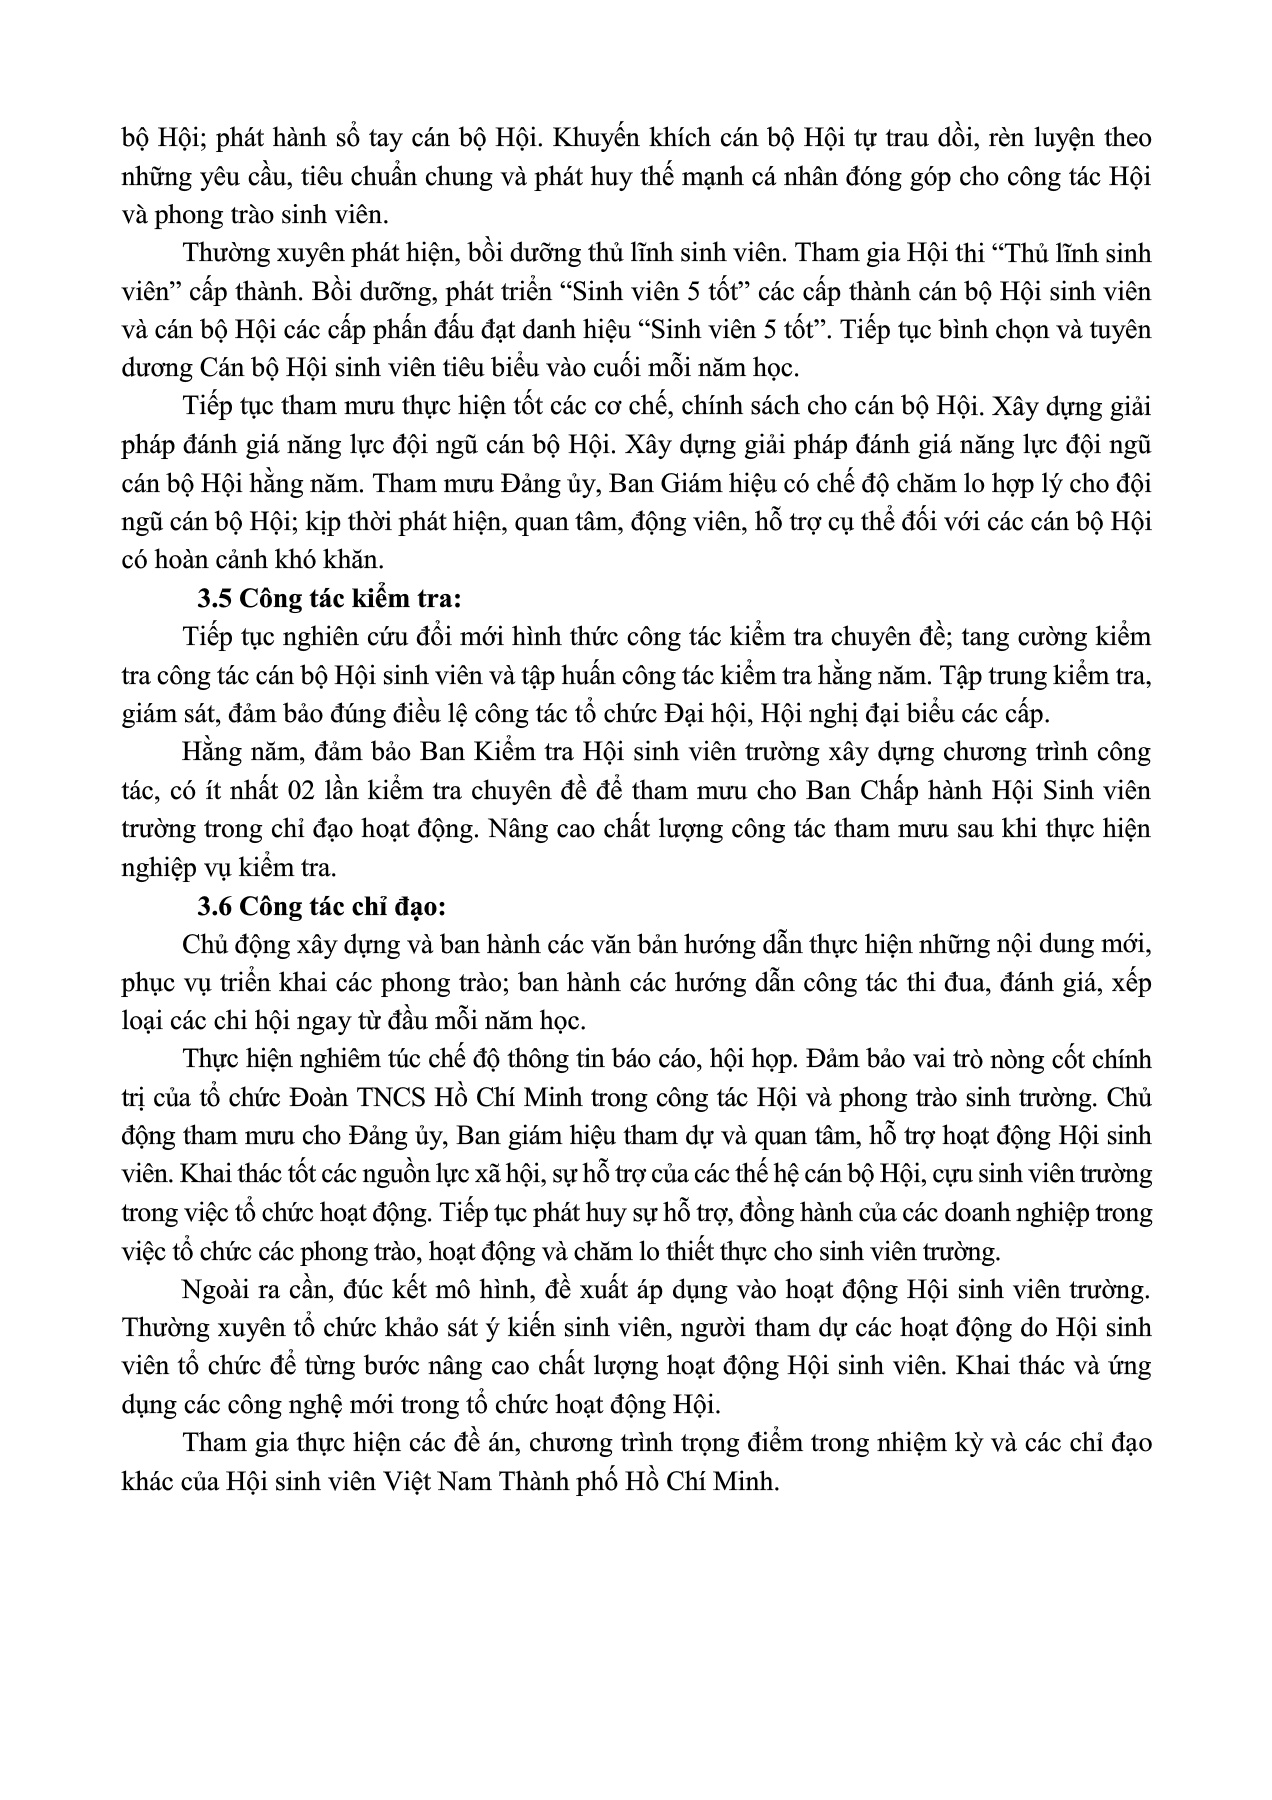 bộ Hội; phát hành sổ tay cán bộ Hội. Khuyến khích cán bộ Hội tự trau dồi, rèn luyện theo
những yêu cầu, tiêu chuẩn chung và phát huy thế mạnh cá nhân đóng góp cho công tác Hội
và phong trào sinh viên.
Thường xuyên phát hiện, bồi dưỡng thủ lĩnh sinh viên. Tham gia Hội thi “Thủ lĩnh sinh
viên” cấp thành. Bồi dưỡng, phát triển “Sinh viên 5 tốt” các cấp thành cán bộ Hội sinh viên
và cán bộ Hội các cấp phấn đấu đạt danh hiệu “Sinh viên 5 tốt”. Tiếp tục bình chọn và tuyên
dương Cán bộ Hội sinh viên tiêu biểu vào cuối mỗi năm học.
Tiếp tục tham mưu thực hiện tốt các cơ chế, chính sách cho cán bộ Hội. Xây dựng giải
pháp đánh giá năng lực đội ngũ cán bộ Hội. Xây dựng giải pháp đánh giá năng lực đội ngũ
cán bộ Hội hằng năm. Tham mưu Đảng ủy, Ban Giám hiệu có chế độ chăm lo hợp lý cho đội
ngũ cán bộ Hội; kịp thời phát hiện, quan tâm, động viên, hỗ trợ cụ thể đối với các cán bộ Hội
có hoàn cảnh khó khăn.
3.5 Công tác kiểm tra:
Tiếp tục nghiên cứu đổi mới hình thức công tác kiểm tra chuyên đề; tang cường kiểm
tra công tác cán bộ Hội sinh viên và tập huấn công tác kiểm tra hằng năm. Tập trung kiểm tra,
giám sát, đảm bảo đúng điều lệ công tác tổ chức Đại hội, Hội nghị đại biểu các cấp.
Hằng năm, đảm bảo Ban Kiểm tra Hội sinh viên trường xây dựng chương trình công
tác, có ít nhất 02 lần kiểm tra chuyên đề để tham mưu cho Ban Chấp hành Hội Sinh viên
trường trong chỉ đạo hoạt động. Nâng cao chất lượng công tác tham mưu sau khi thực hiện
nghiệp vụ kiểm tra.
3.6 Công tác chỉ đạo:
Chủ động xây dựng và ban hành các văn bản hướng dẫn thực hiện những nội dung mới,
phục vụ triển khai các phong trào; ban hành các hướng dẫn công tác thi đua, đánh giá, xếp
loại các chi hội ngay từ đầu mỗi năm học.
Thực hiện nghiêm túc chế độ thông tin báo cáo, hội họp. Đảm bảo vai trò nòng cốt chính
trị của tổ chức Đoàn TNCS Hồ Chí Minh trong công tác Hội và phong trào sinh trường. Chủ
động tham mưu cho Đảng ủy, Ban giám hiệu tham dự và quan tâm, hỗ trợ hoạt động Hội sinh
viên. Khai thác tốt các nguồn lực xã hội, sự hỗ trợ của các thế hệ cán bộ Hội, cựu sinh viên trường
trong việc tổ chức hoạt động. Tiếp tục phát huy sự hỗ trợ, đồng hành của các doanh nghiệp trong
việc tổ chức các phong trào, hoạt động và chăm lo thiết thực cho sinh viên trường.
Ngoài ra cần, đúc kết mô hình, đề xuất áp dụng vào hoạt động Hội sinh viên trường.
Thường xuyên tổ chức khảo sát ý kiến sinh viên, người tham dự các hoạt động do Hội sinh
viên tổ chức để từng bước nâng cao chất lượng hoạt động Hội sinh viên. Khai thác và ứng
dụng các công nghệ mới trong tổ chức hoạt động Hội.
Tham gia thực hiện các đề án, chương trình trọng điểm trong nhiệm kỳ và các chỉ đạo
khác của Hội sinh viên Việt Nam Thành phố Hồ Chí Minh.